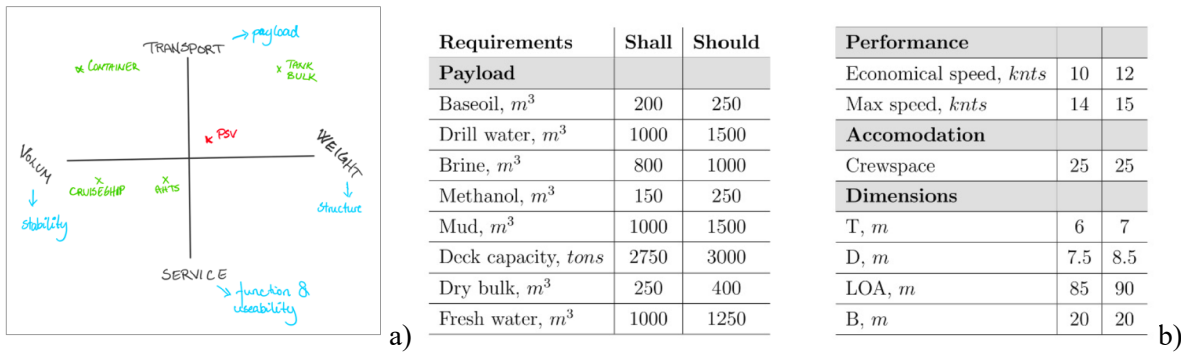 TRANSPORT → payload
x CONTAINER
x TANK
BULK
x PSV
VOLUM
WEIGHT
x
CRUISESHIP
x
AHTS
stability
structure
SERVICE
function &
useability
a)
Requirements Shall Should
Payload
Baseoil, m³ 200 250
Drill water, m³ 1000 1500
Brine, m³ 800 1000
Methanol, m³ 150 250
Mud, m³ 1000 1500
Deck capacity, tons 2750 3000
Dry bulk, m³ 250 400
Fresh water, m³ 1000 1250
Performance
Economical speed, knts 10 12
Max speed, knts 14 15
Accomodation
Crewspace 25 25
Dimensions
T, m 6 7
D, m 7.5 8.5
LOA, m 85 90
B, m 20 20
b)